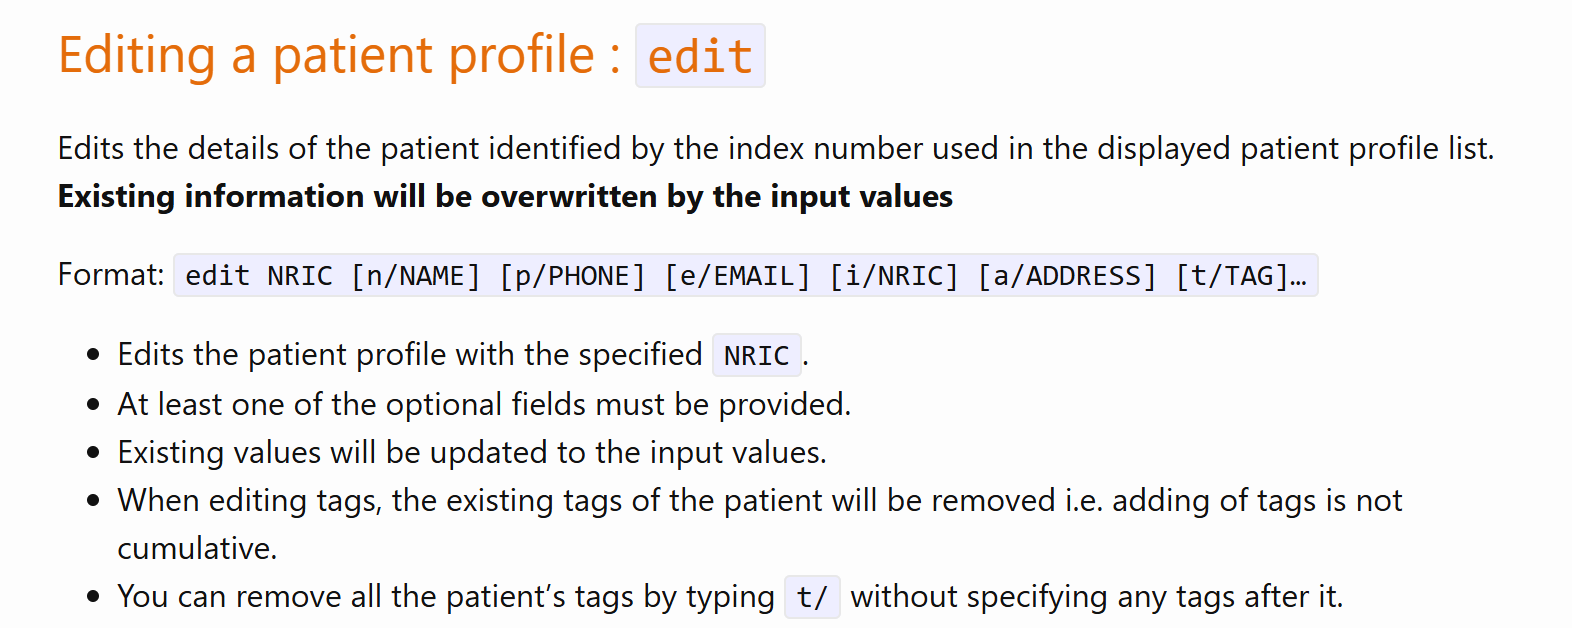 Editing a patient profile : edit
Edits the details of the patient identified by the index number used in the displayed patient profile list.
Existing information will be overwritten by the input values
Format: edit NRIC [n/NAME] [p/PHONE] [e/EMAIL] [i/NRIC] [a/ADDRESS] [t/TAG]…
• Edits the patient profile with the specified NRIC.
• At least one of the optional fields must be provided.
• Existing values will be updated to the input values.
• When editing tags, the existing tags of the patient will be removed i.e. adding of tags is not
cumulative.
• You can remove all the patient’s tags by typing t/ without specifying any tags after it.